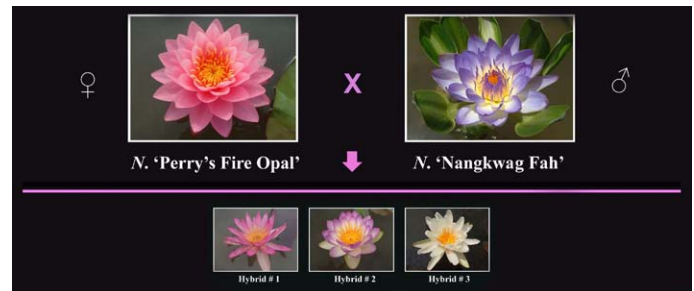 ♀ X ♂
N. ‘Perry’s Fire Opal’ N. ‘Nangkwag Fah’
Hybrid # 1 Hybrid # 2 Hybrid # 3